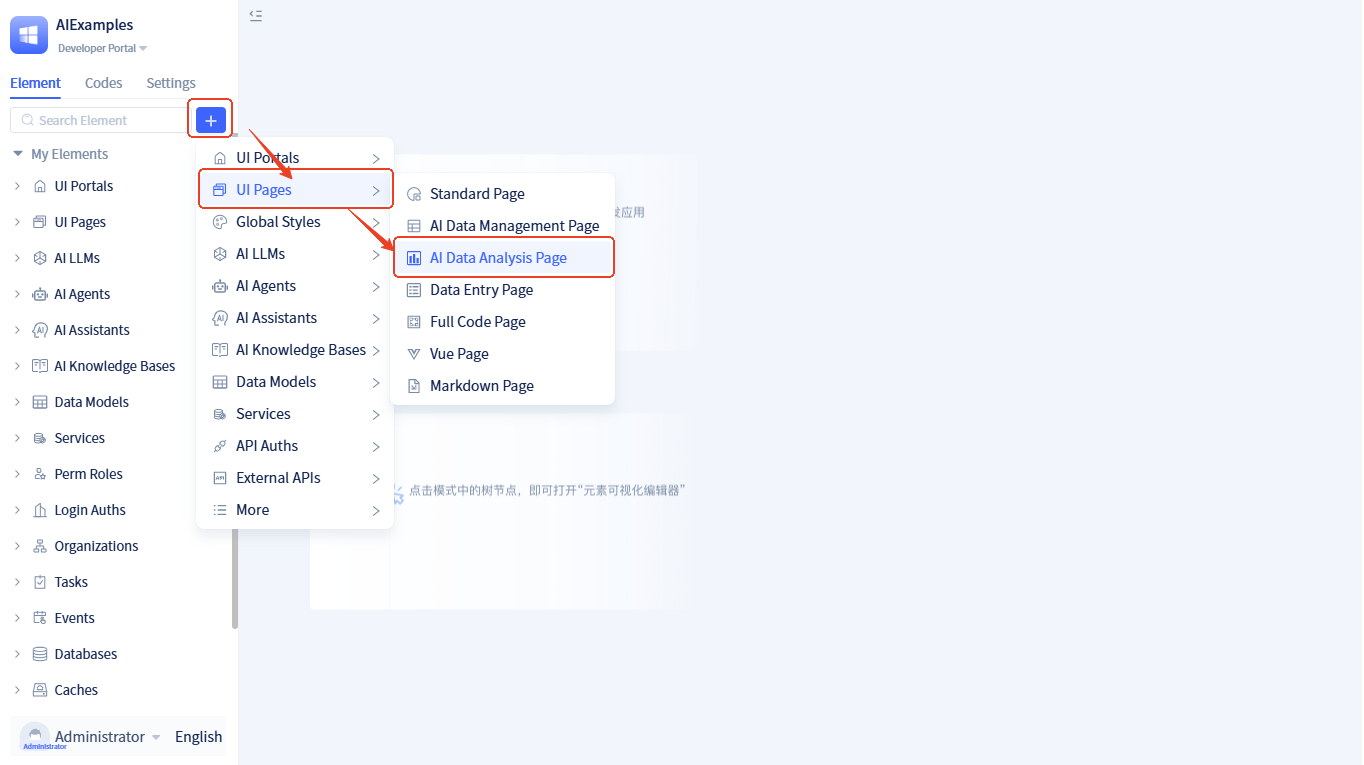 AIExamples
Developer Portal
Element Codes Settings
Search Element
My Elements
UI Portals
UI Pages
AI LLMs
AI Agents
AI Assistants
AI Knowledge Bases
Data Models
Services
Perm Roles
Login Auths
Organizations
Tasks
Events
Databases
Caches
Administrator
Administrator
English
UI Portals
UI Pages
Global Styles
AI LLMs
AI Agents
AI Assistants
AI Knowledge Bases
Data Models
Services
API Auths
External APIs
More
Standard Page
AI Data Management Page
AI Data Analysis Page
Data Entry Page
Full Code Page
Vue Page
Markdown Page
发应用
点击模式中的树节点，即可打开“元素可视化编辑器”